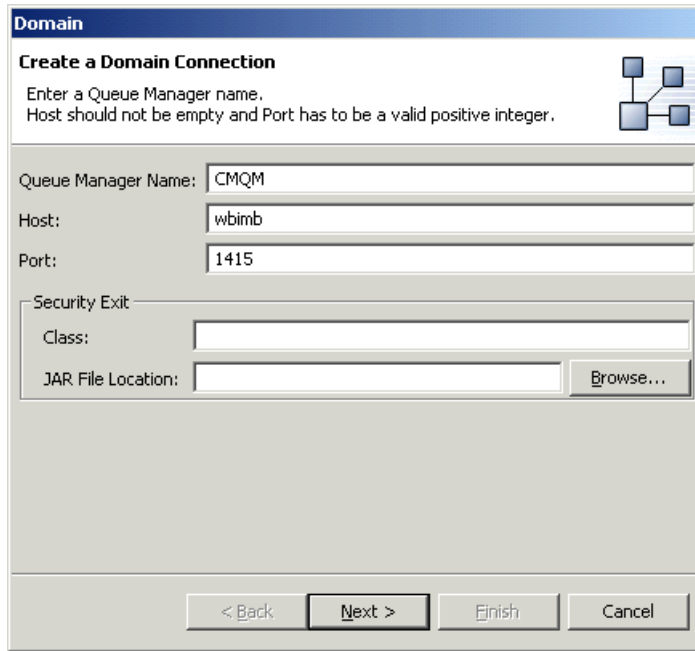 Domain
Create a Domain Connection
Enter a Queue Manager name.
Host should not be empty and Port has to be a valid positive integer.
Queue Manager Name: CMQM
Host: wbimb
Port: 1415
Security Exit
Class:
JAR File Location: Browse...
< Back Next > Finish Cancel